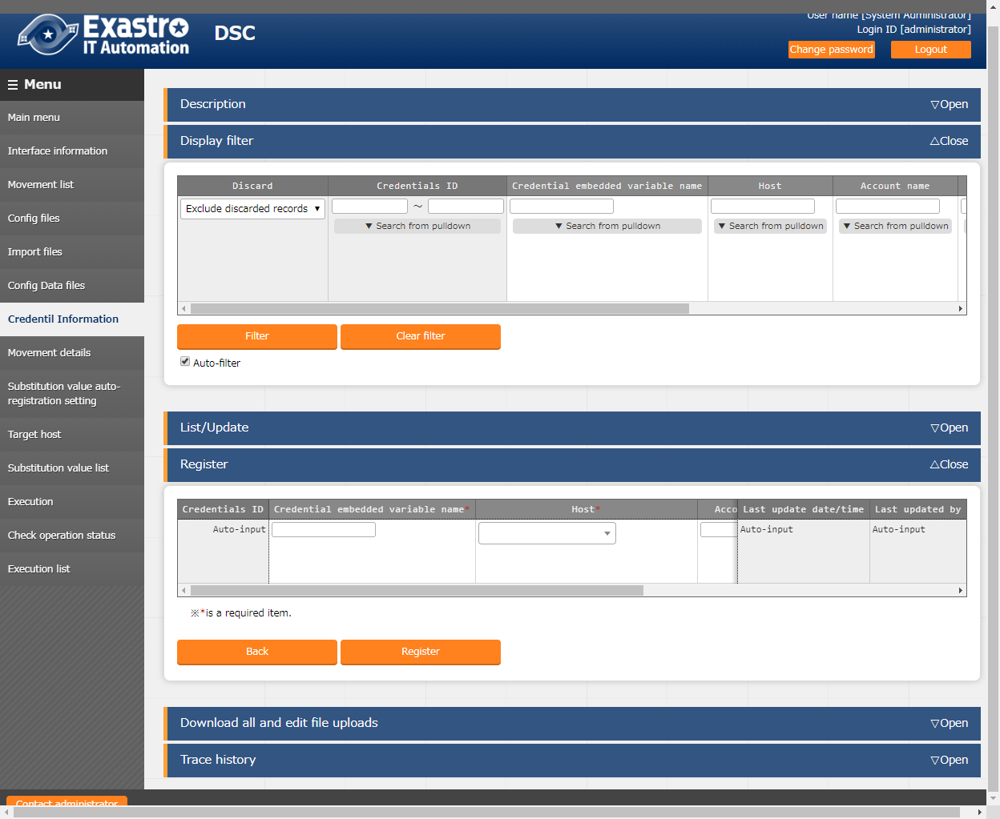 User name [System Administrator]
Exastro
IT Automation
DSC
Login ID [administrator]
Change password
Logout
Menu
Main menu
Interface information
Movement list
Config files
Import files
Config Data files
Credentil Information
Movement details
Substitution value auto-
registration setting
Target host
Substitution value list
Execution
Check operation status
Execution list
Description
▽Open
Display filter
△Close
Discard
Credentials ID
Credential embedded variable name
Host
Account name
Exclude discarded records ▼
～
▼ Search from pulldown
▼ Search from pulldown
▼ Search from pulldown
▼ Search from pulldown
Filter
Clear filter
Auto-filter
List/Update
▽Open
Register
△Close
Credentials ID
Credential embedded variable name*
Host*
Acco
Last update date/time
Last updated by
Auto-input
Auto-input
Auto-input
※*is a required item.
Back
Register
Download all and edit file uploads
▽Open
Trace history
▽Open
Contact administrator